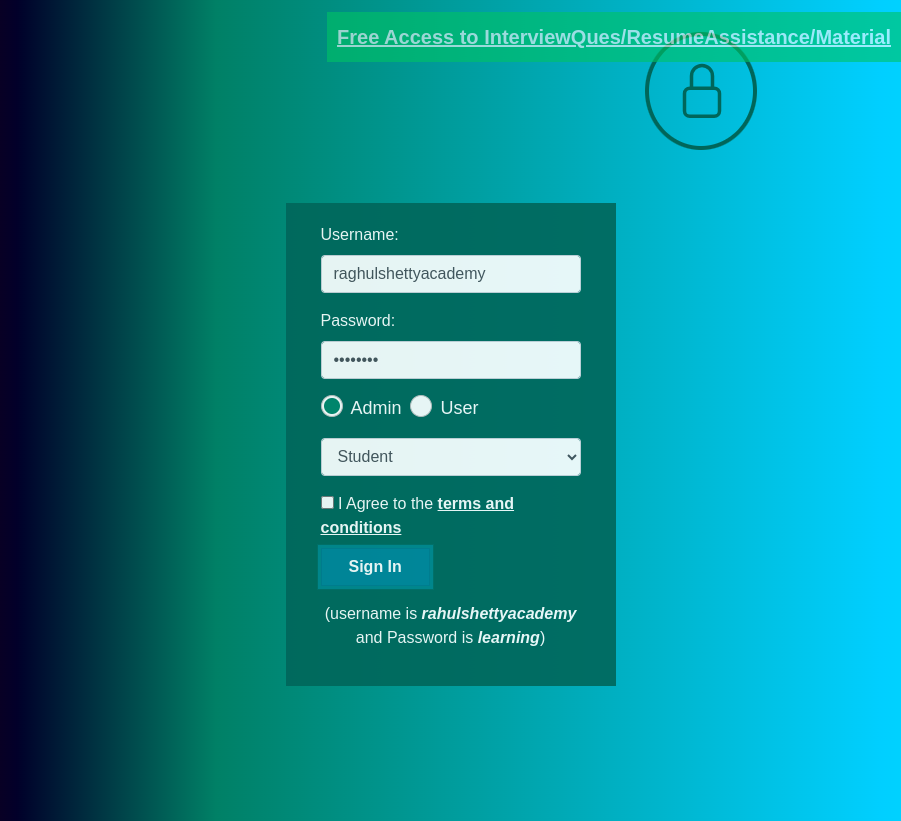 Free Access to InterviewQues/ResumeAssistance/Material
Username:
raghulshettyacademy
Password:
••••••••
Admin User
Student
I Agree to the terms and
conditions
Sign In
(username is rahulshettyacademy
and Password is learning)